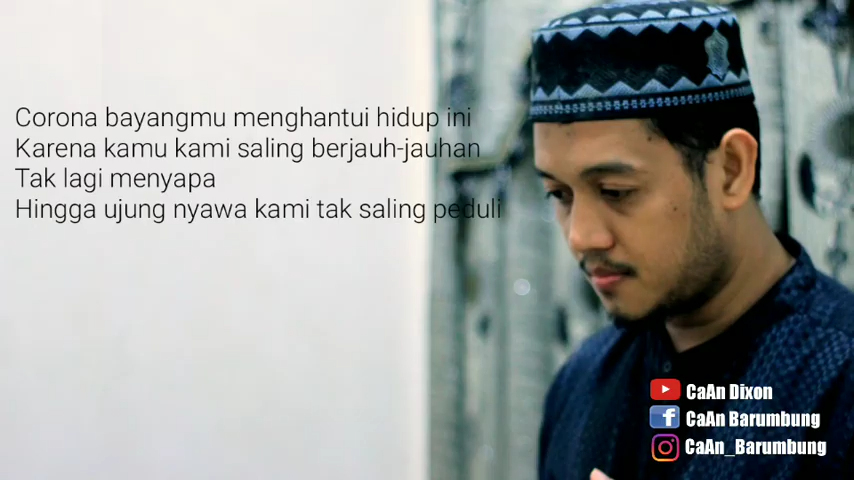 Corona bayangmu menghantui hidup ini
Karena kamu kami saling berjauh-jauhan
Tak lagi menyapa
Hingga ujung nyawa kami tak saling peduli
CaAn Dixon
CaAn Barumbung
CaAn_Barumbung